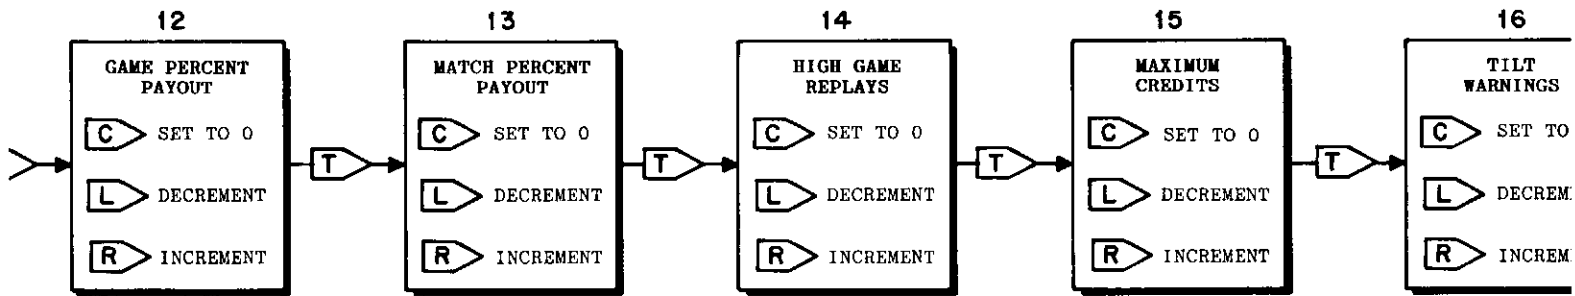 12
GAME PERCENT
PAYOUT
C SET TO 0
L DECREMENT
R INCREMENT
T
13
MATCH PERCENT
PAYOUT
C SET TO 0
L DECREMENT
R INCREMENT
T
14
HIGH GAME
REPLAYS
C SET TO 0
L DECREMENT
R INCREMENT
T
15
MAXIMUM
CREDITS
C SET TO 0
L DECREMENT
R INCREMENT
T
16
TILT
WARNINGS
C SET TO
L DECREM
R INCREM